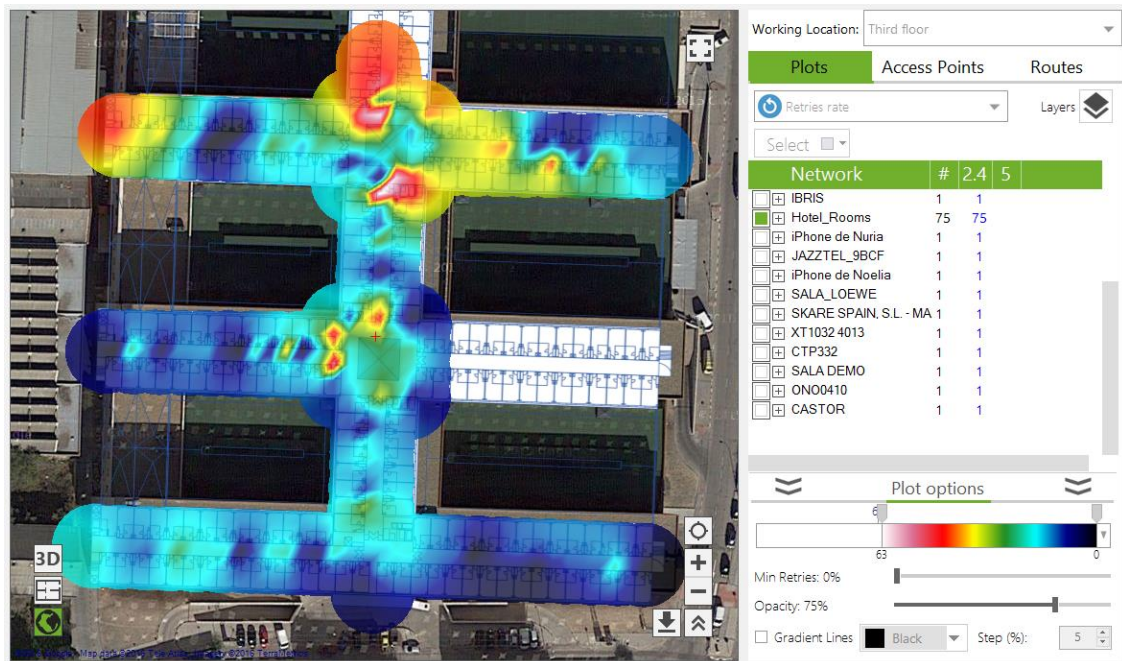 Working Location: Third floor
Plots Access Points Routes
Retries rate Layers
Select
Network # 2.4 5
IBRIS 1 1
Hotel_Rooms 75 75
iPhone de Nuria 1 1
JAZZTEL_9BCF 1 1
iPhone de Noelia 1 1
SALA_LOEWE 1 1
SKARE SPAIN, S.L. - MA 1 1
XT1032 4013 1 1
CTP332 1 1
SALA DEMO 1 1
ONO0410 1 1
CASTOR 1 1
Plot options
63 0
Min Retries: 0%
Opacity: 75%
Gradient Lines Black Step (%): 5
3D